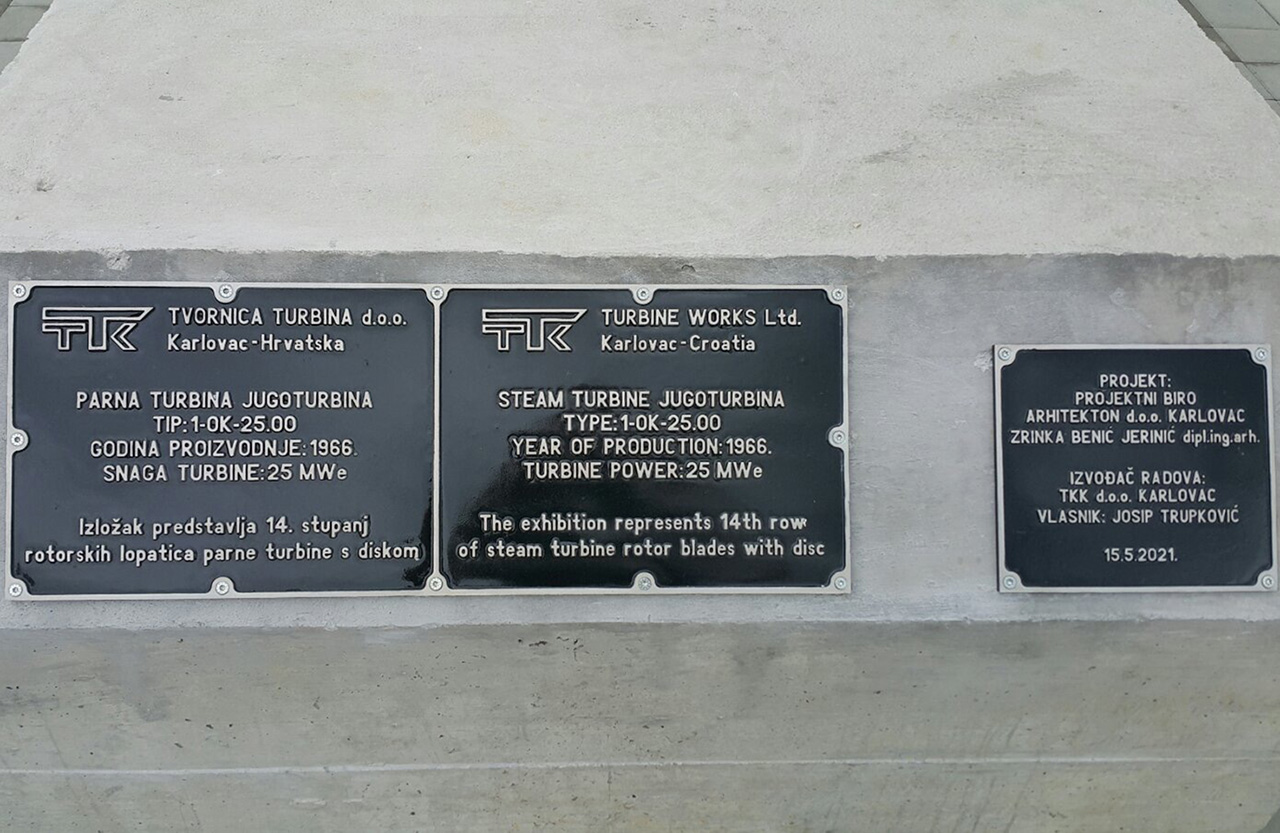 TTK TVORNICA TURBINA d.o.o.
Karlovac-Hrvatska
PARNA TURBINA JUGOTURBINA
TIP:1-OK-25.00
GODINA PROIZVODNJE:1966.
SNAGA TURBINE:25 MWe
Izložak predstavlja 14. stupanj
rotorskih lopatica parne turbine s diskom
TTK TURBINE WORKS Ltd.
Karlovac-Croatia
STEAM TURBINE JUGOTURBINA
TYPE:1-OK-25.00
YEAR OF PRODUCTION:1966.
TURBINE POWER:25 MWe
The exhibition represents 14th row
of steam turbine rotor blades with disc
PROJEKT:
PROJEKTNI BIRO
ARHITEKTON d.o.o. KARLOVAC
ZRINKA BENIĆ JERINIĆ dipl.ing.arh.
IZVOĐAČ RADOVA:
TKK d.o.o. KARLOVAC
VLASNIK: JOSIP TRUPKOVIĆ
15.5.2021.